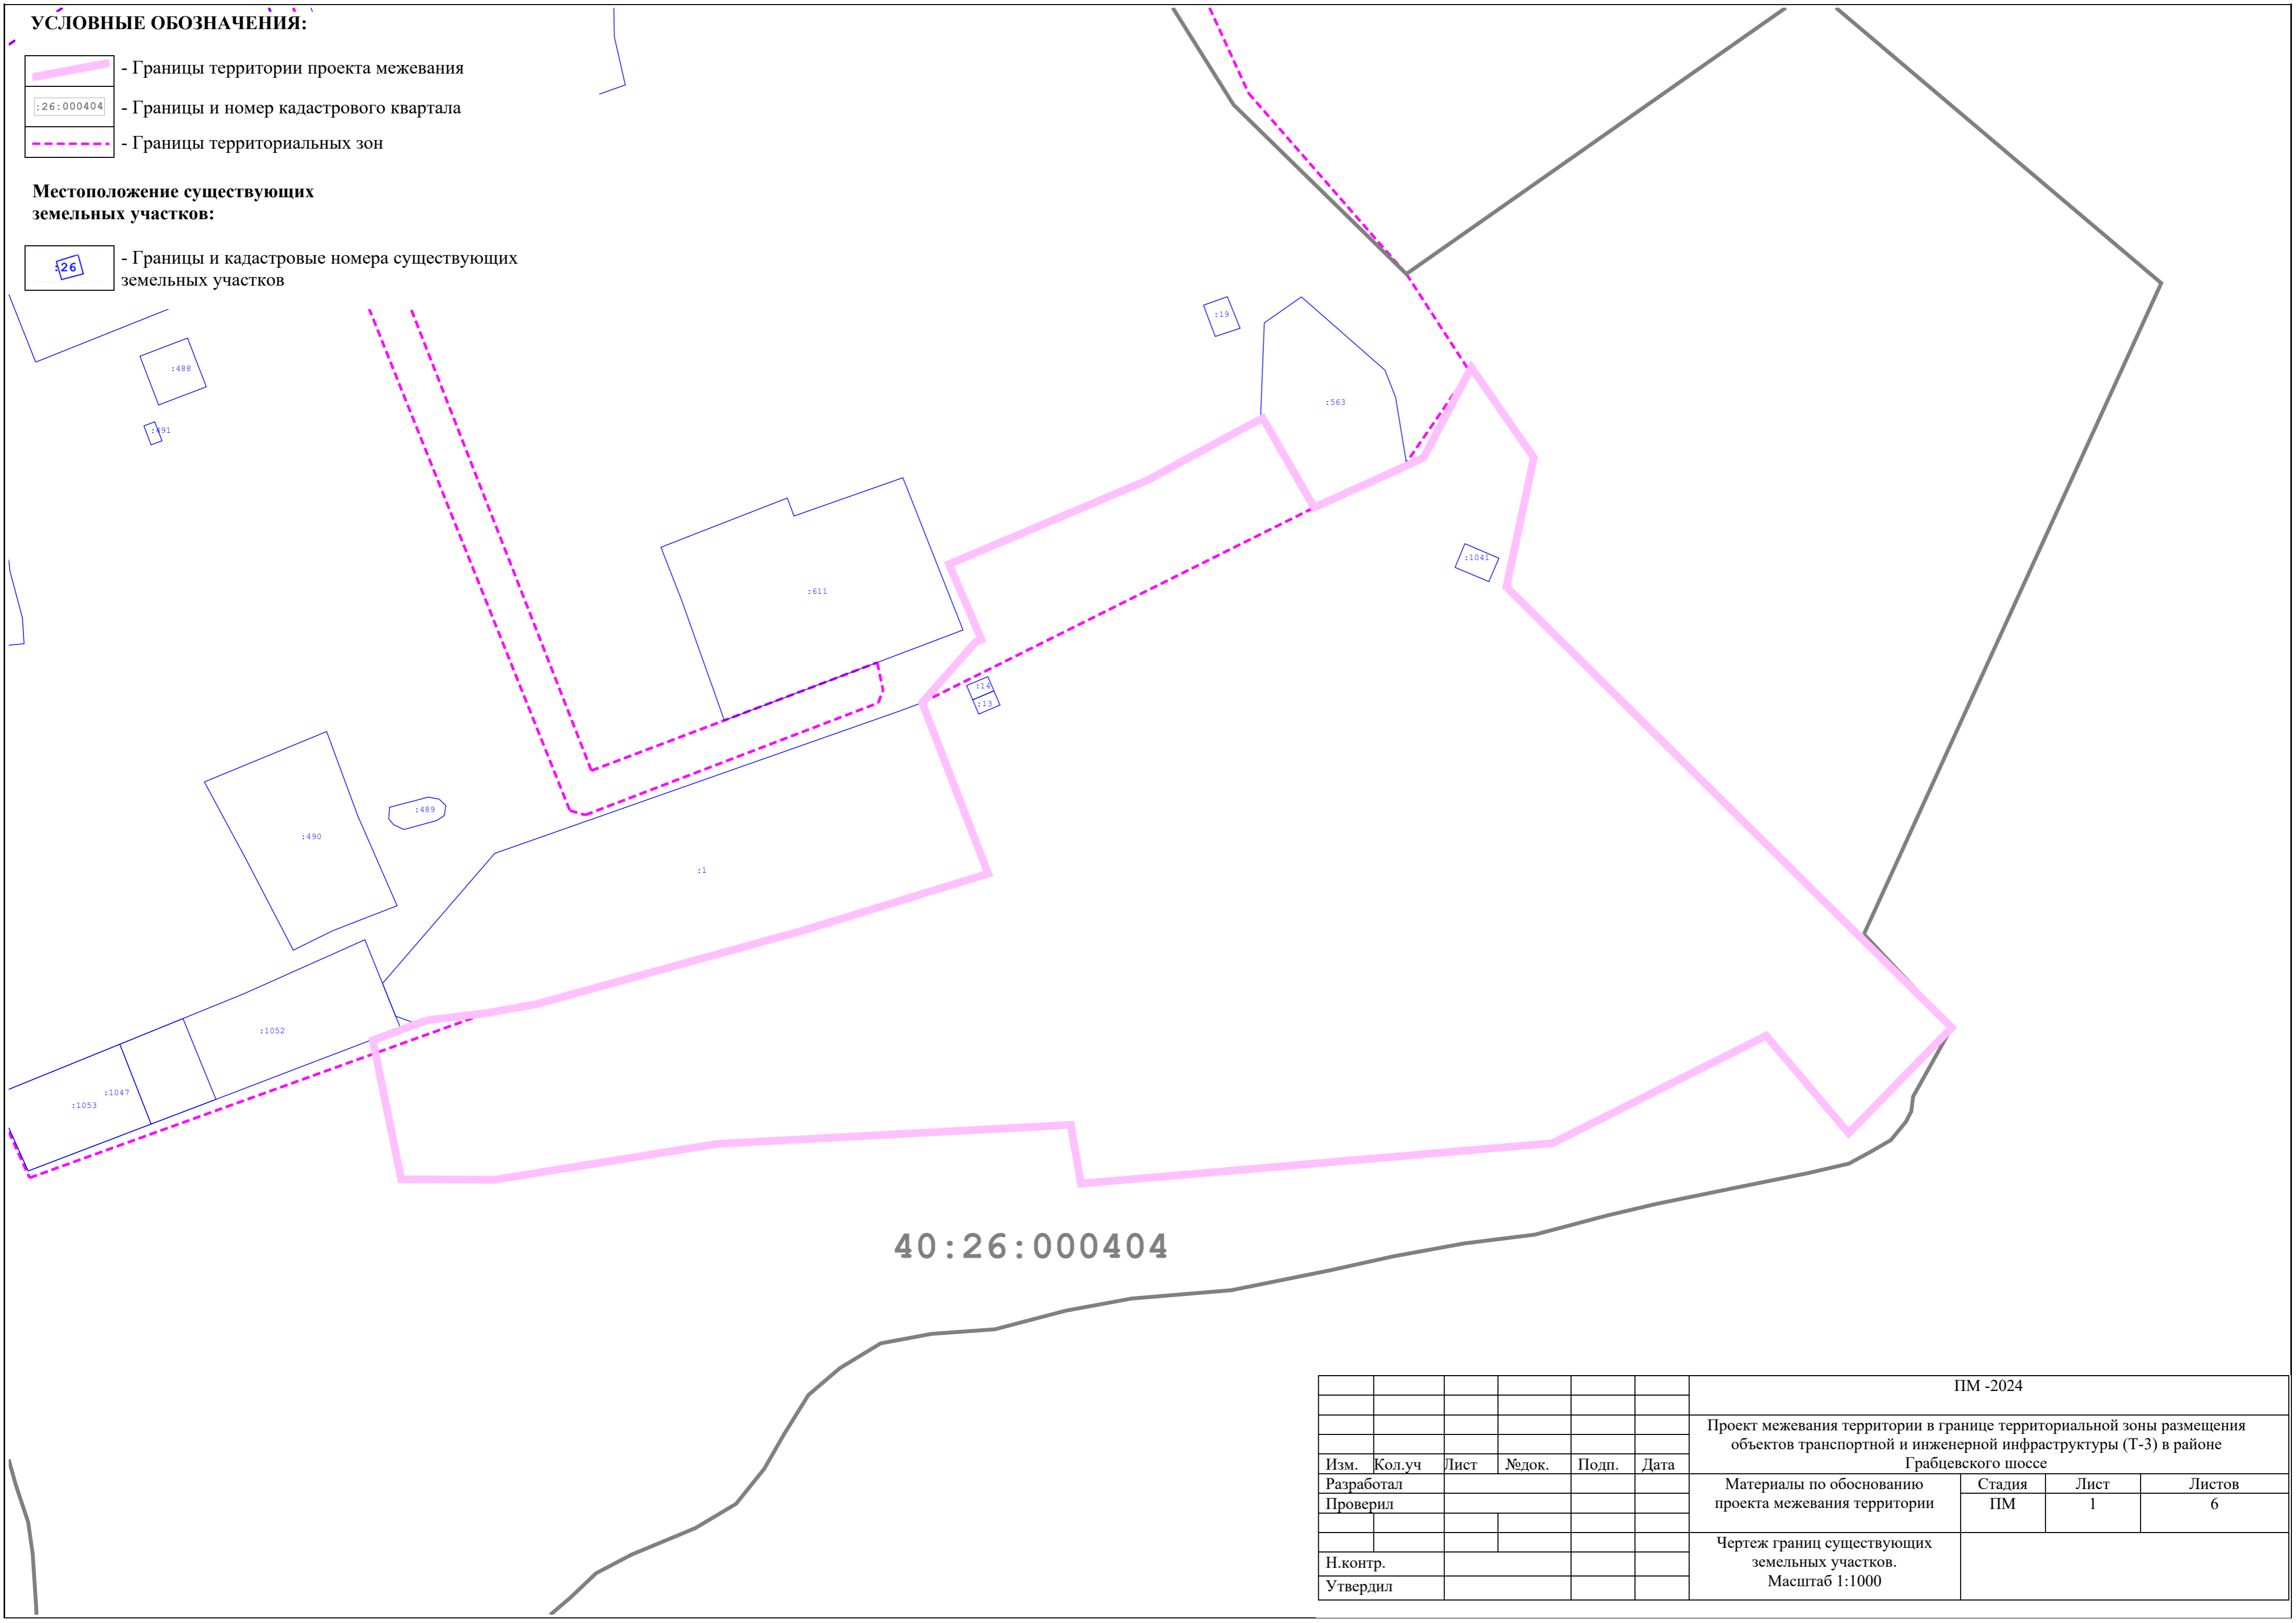 УСЛОВНЫЕ ОБОЗНАЧЕНИЯ:
- Границы территории проекта межевания
:26:000404
- Границы и номер кадастрового квартала
- Границы территориальных зон
Местоположение существующих
земельных участков:
:26
- Границы и кадастровые номера существующих
земельных участков
:19
:488
:563
:491
:1041
:611
:14
:13
:489
:490
:1
:1052
:1047
:1053
40:26:000404
ПМ -2024
Проект межевания территории в границе территориальной зоны размещения
объектов транспортной и инженерной инфраструктуры (Т-3) в районе
Грабцевского шоссе
Изм. Кол.уч Лист №док. Подп. Дата
Разработал
Проверил
Н.контр.
Утвердил
Материалы по обоснованию
проекта межевания территории
Стадия Лист Листов
ПМ 1 6
Чертеж границ существующих
земельных участков.
Масштаб 1:1000